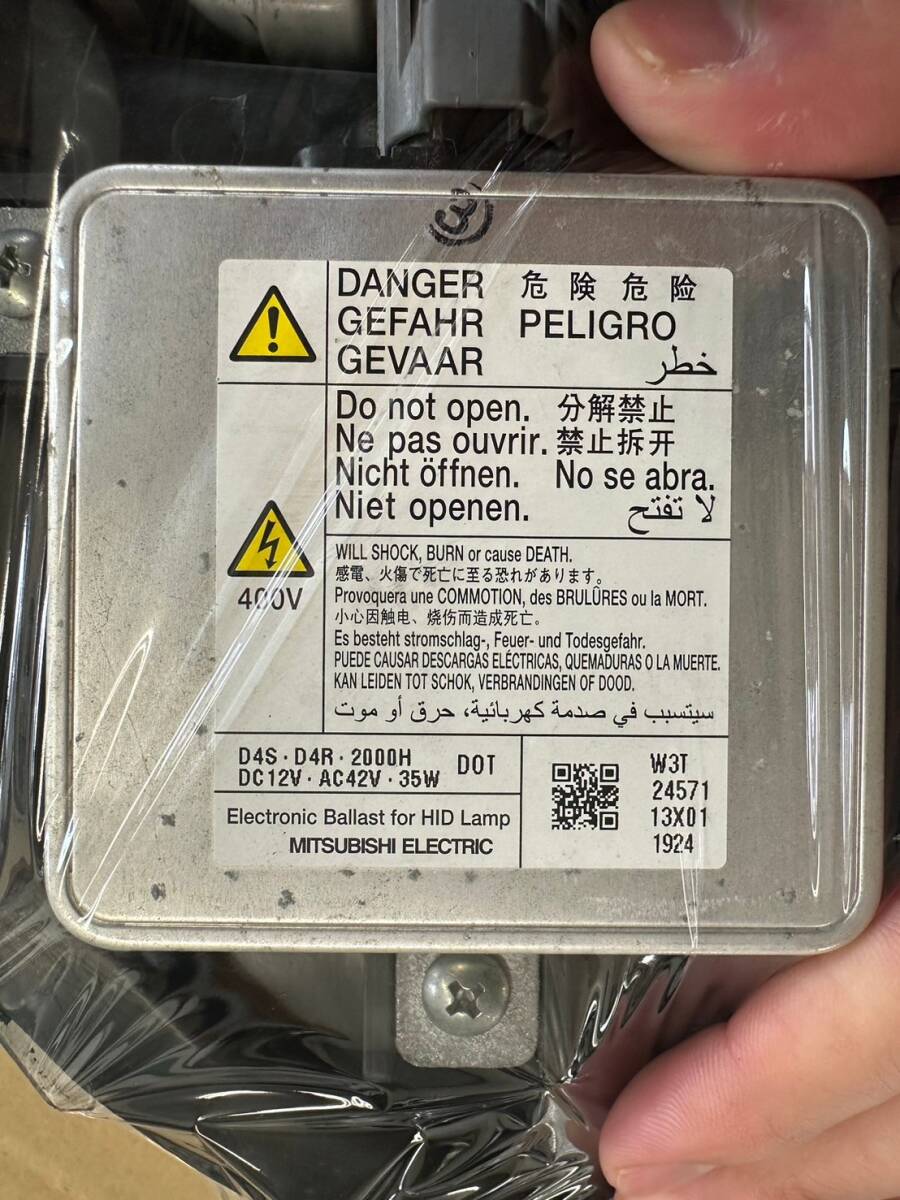 DANGER 危険危险
GEFAHR PELIGRO
GEVAAR خطر
Do not open. 分解禁止
Ne pas ouvrir. 禁止拆开
Nicht öffnen. No se abra.
Niet openen. لا تفتح
400V
WILL SHOCK, BURN or cause DEATH.
感電、火傷で死亡に至る恐れがあります。
Provoquera une COMMOTION, des BRULÛRES ou la MORT.
小心因触电、烧伤而造成死亡。
Es besteht stromschlag-, Feuer- und Todesgefahr.
PUEDE CAUSAR DESCARGAS ELÉCTRICAS, QUEMADURAS O LA MUERTE.
KAN LEIDEN TOT SCHOK, VERBRANDINGEN OF DOOD.
سيتسبب في صدمة كهربائية، حرق أو موت
D4S · D4R · 2000H DOT
DC12V · AC42V · 35W
Electronic Ballast for HID Lamp
MITSUBISHI ELECTRIC
W3T
24571
13X01
1924